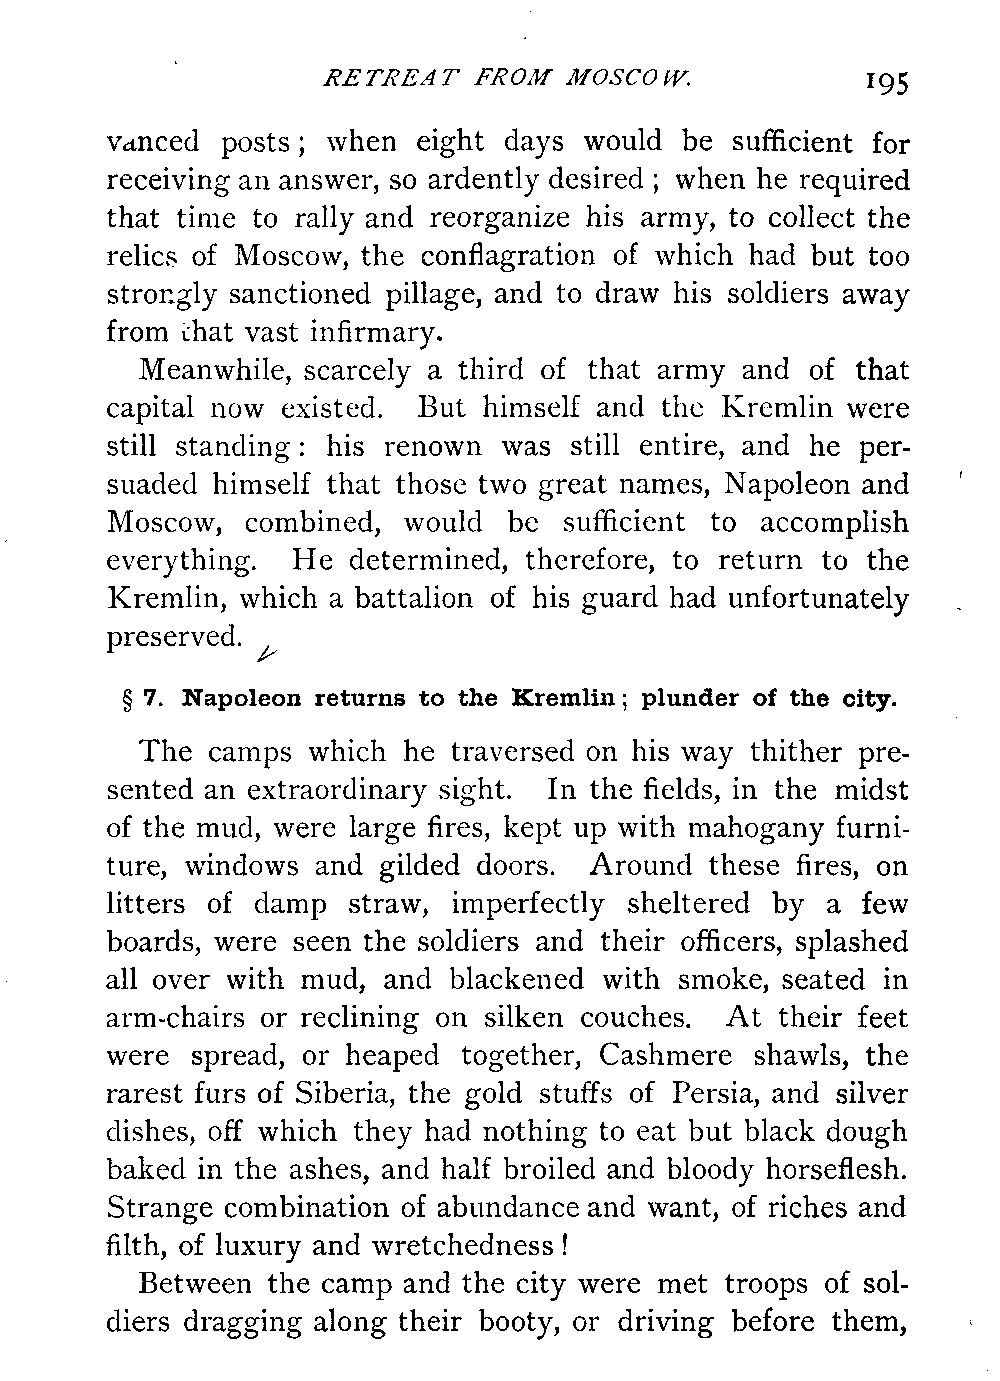 RETREAT FROM MOSCOW. 195
vanced posts; when eight days would be sufficient for
receiving an answer, so ardently desired; when he required
that time to rally and reorganize his army, to collect the
relics of Moscow, the conflagration of which had but too
strongly sanctioned pillage, and to draw his soldiers away
from that vast infirmary.
Meanwhile, scarcely a third of that army and of that
capital now existed. But himself and the Kremlin were
still standing: his renown was still entire, and he per-
suaded himself that those two great names, Napoleon and
Moscow, combined, would be sufficient to accomplish
everything. He determined, therefore, to return to the
Kremlin, which a battalion of his guard had unfortunately
preserved.
§ 7. Napoleon returns to the Kremlin; plunder of the city.
The camps which he traversed on his way thither pre-
sented an extraordinary sight. In the fields, in the midst
of the mud, were large fires, kept up with mahogany furni-
ture, windows and gilded doors. Around these fires, on
litters of damp straw, imperfectly sheltered by a few
boards, were seen the soldiers and their officers, splashed
all over with mud, and blackened with smoke, seated in
arm-chairs or reclining on silken couches. At their feet
were spread, or heaped together, Cashmere shawls, the
rarest furs of Siberia, the gold stuffs of Persia, and silver
dishes, off which they had nothing to eat but black dough
baked in the ashes, and half broiled and bloody horseflesh.
Strange combination of abundance and want, of riches and
filth, of luxury and wretchedness!
Between the camp and the city were met troops of sol-
diers dragging along their booty, or driving before them,